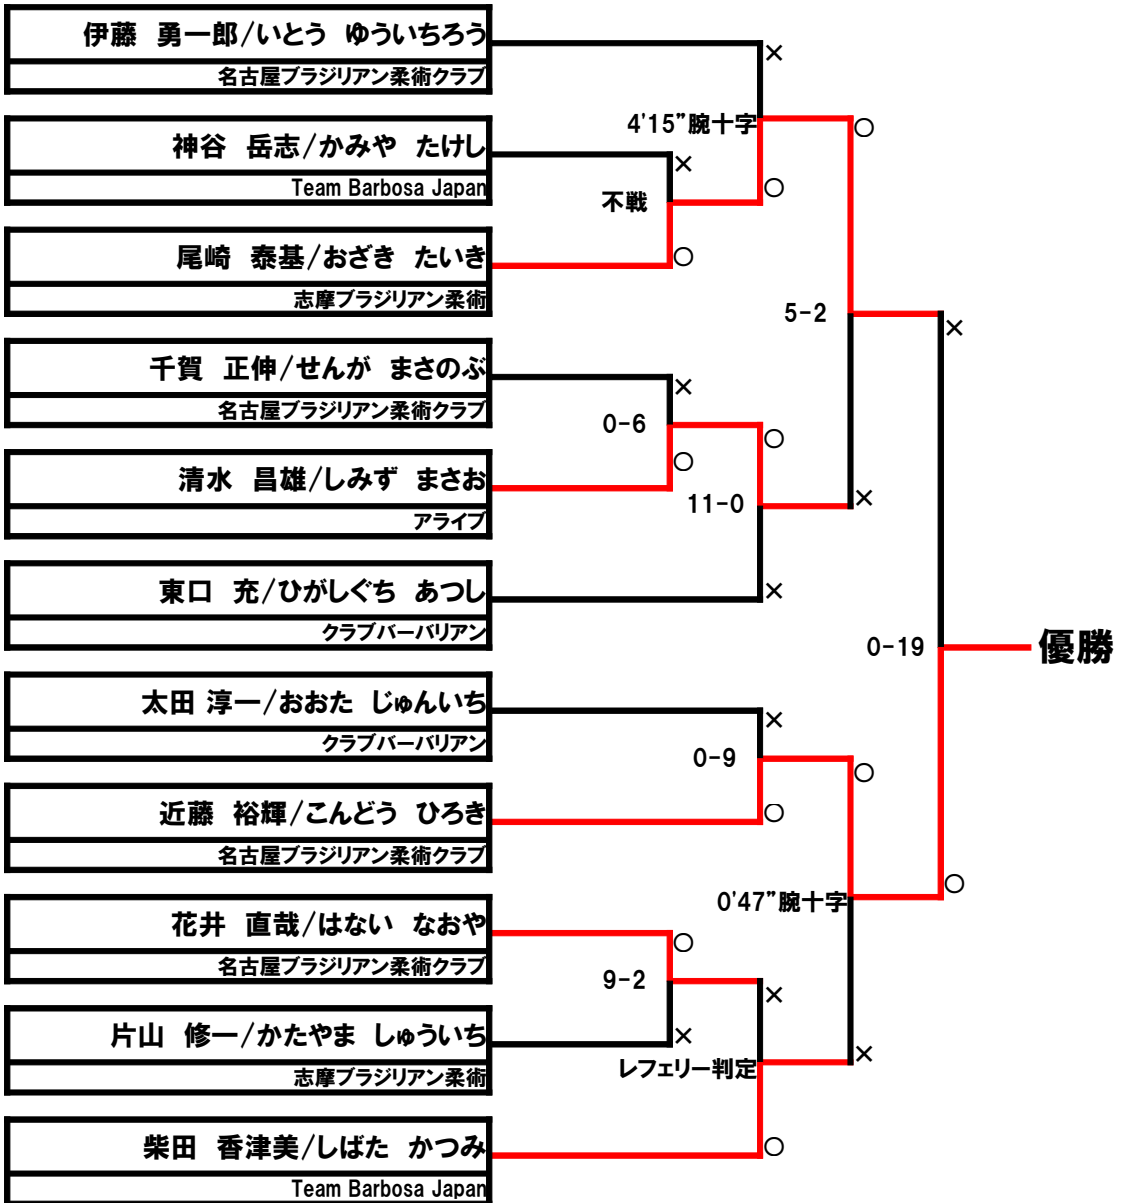 伊藤 勇一郎/いとう ゆういちろう
名古屋ブラジリアン柔術クラブ
×
4'15”腕十字
○
神谷 岳志/かみや たけし
Team Barbosa Japan
×
不戦
○
尾崎 泰基/おざき たいき
志摩ブラジリアン柔術
○
5-2
×
千賀 正伸/せんが まさのぶ
名古屋ブラジリアン柔術クラブ
×
0-6
○
清水 昌雄/しみず まさお
アライブ
○
11-0
×
東口 充/ひがしぐち あつし
クラブバーバリアン
×
0-19
優勝
太田 淳一/おおた じゅんいち
クラブバーバリアン
×
0-9
○
近藤 裕輝/こんどう ひろき
名古屋ブラジリアン柔術クラブ
○
0'47”腕十字
○
花井 直哉/はない なおや
名古屋ブラジリアン柔術クラブ
○
9-2
×
片山 修一/かたやま しゅういち
志摩ブラジリアン柔術
×
レフェリー判定
×
柴田 香津美/しばた かつみ
Team Barbosa Japan
○